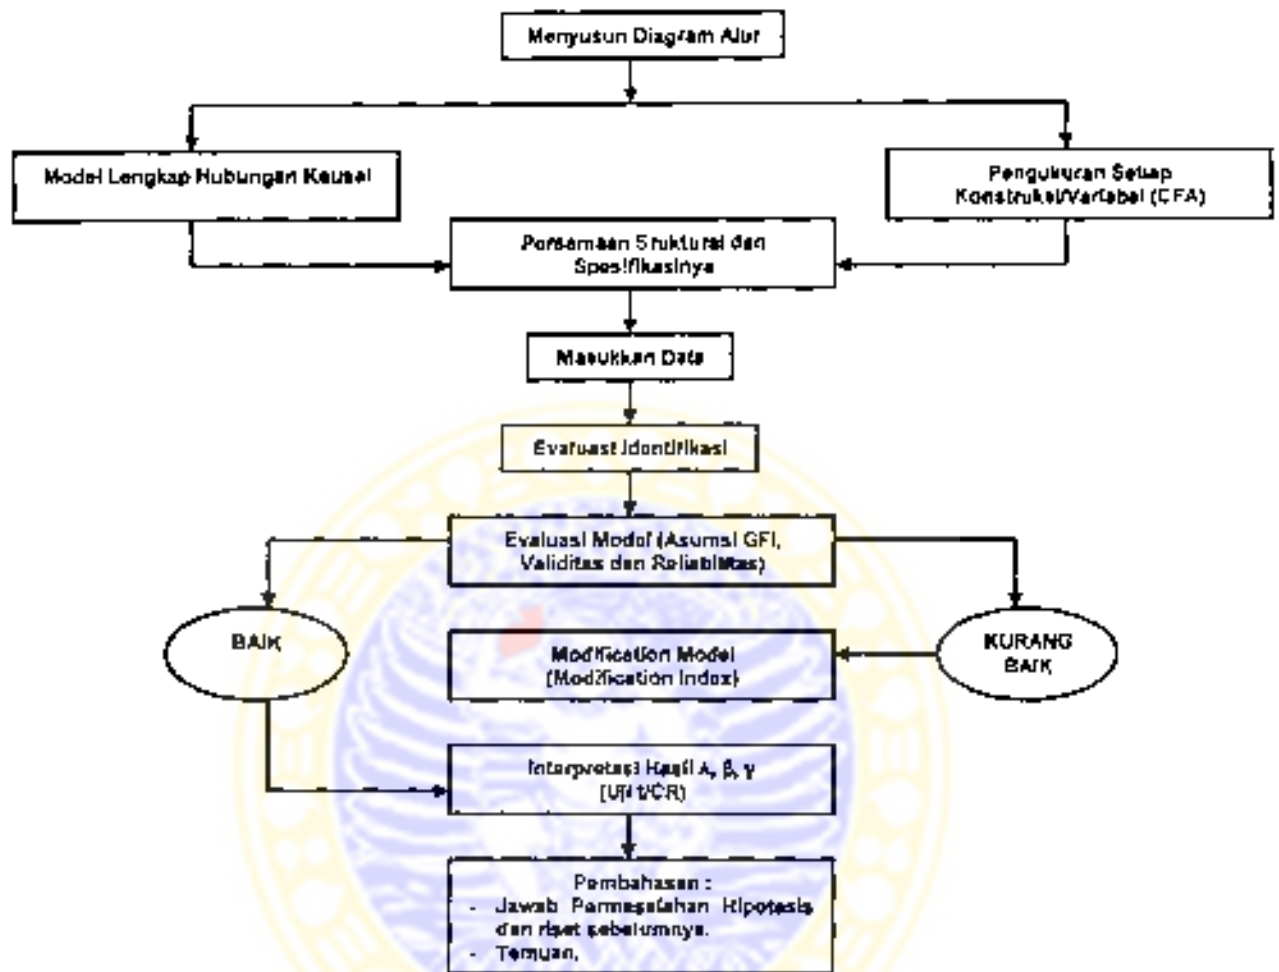 Menyusun Diagram Alur
Model Lengkap Hubungan Kausal
Pengukuran Setiap
Konstruksi/Variabel (CFA)
Persamaan Struktural dan
Spesifikasinya
Masukkan Data
Evaluasi Identifikasi
Evaluasi Model (Asumsi GFI,
Validitas dan Reliabilitas)
BAIK
KURANG
BAIK
Modification Model
(Modification Index)
Interpretasi Hasil λ, β, γ
(Uji t/CR)
Pembahasan :
- Jawab Permasalahan Hipotesis
dan riset sebelumnya.
- Temuan.